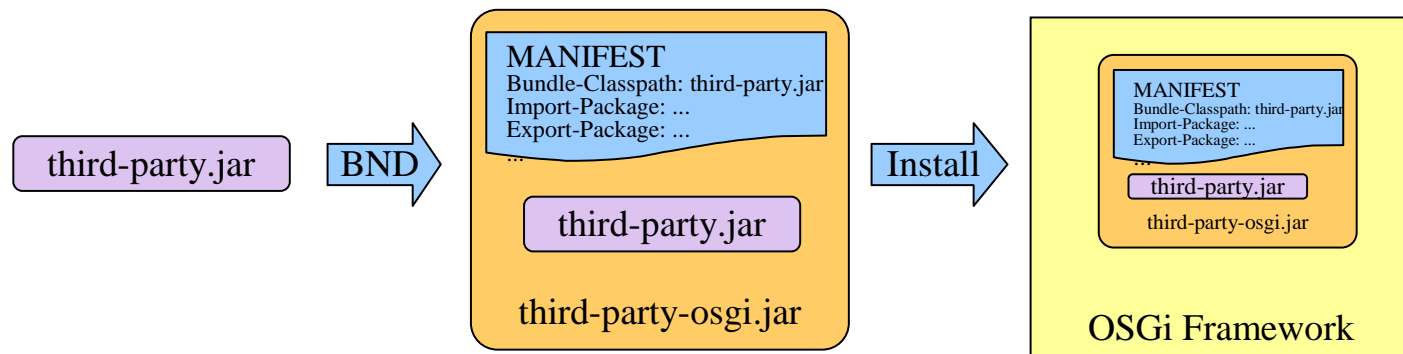 third-party.jar
BND
MANIFEST
Bundle-Classpath: third-party.jar
Import-Package: ...
Export-Package: ...
...
third-party.jar
third-party-osgi.jar
Install
MANIFEST
Bundle-Classpath: third-party.jar
Import-Package: ...
Export-Package: ...
...
third-party.jar
third-party-osgi.jar
OSGi Framework